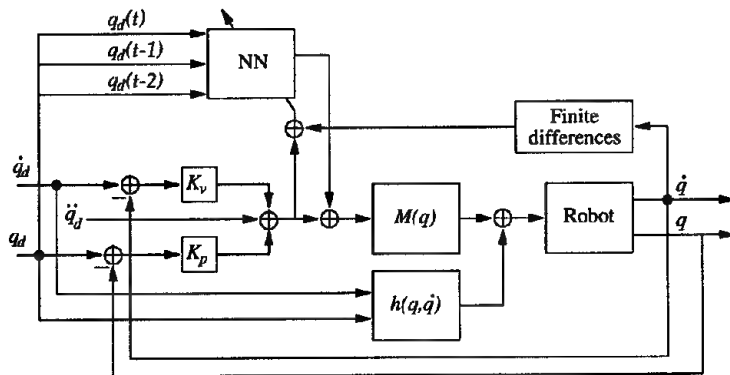 q_d(t)
q_d(t-1)
q_d(t-2)
NN
Finite
differences
q̇_d
K_v
q̈_d
M(q)
Robot
q̇
q
q_d
K_p
h(q,q̇)